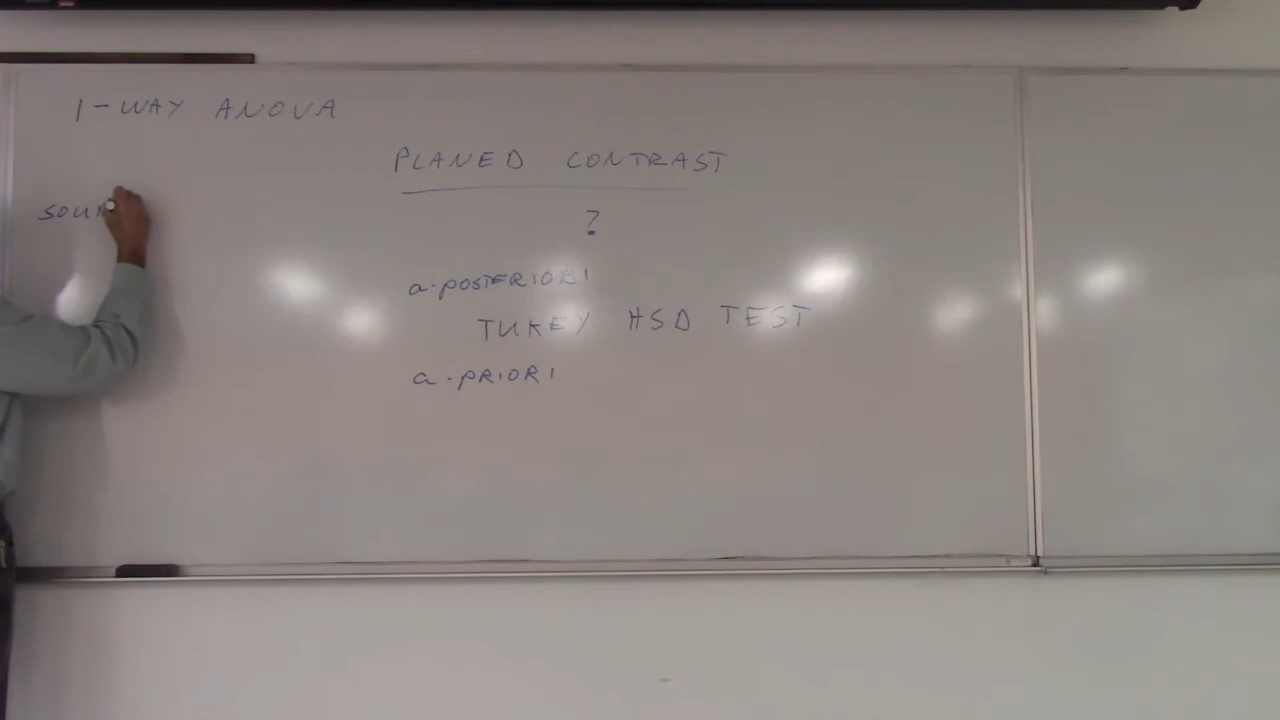 1-WAY ANOVA
PLANED CONTRAST
?
a.POSTERIORI
TUKEY HSD TEST
a.PRIORI